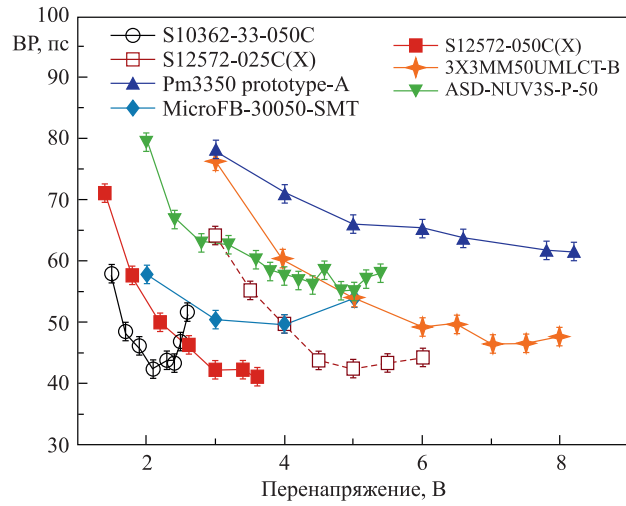 100
ВР, пс
S10362-33-050C
S12572-025C(X)
Pm3350 prototype-A
MicroFB-30050-SMT
S12572-050C(X)
3X3MM50UMLCT-B
ASD-NUV3S-P-50
90
80
70
60
50
40
30
2 4 6 8
Перенапряжение, В